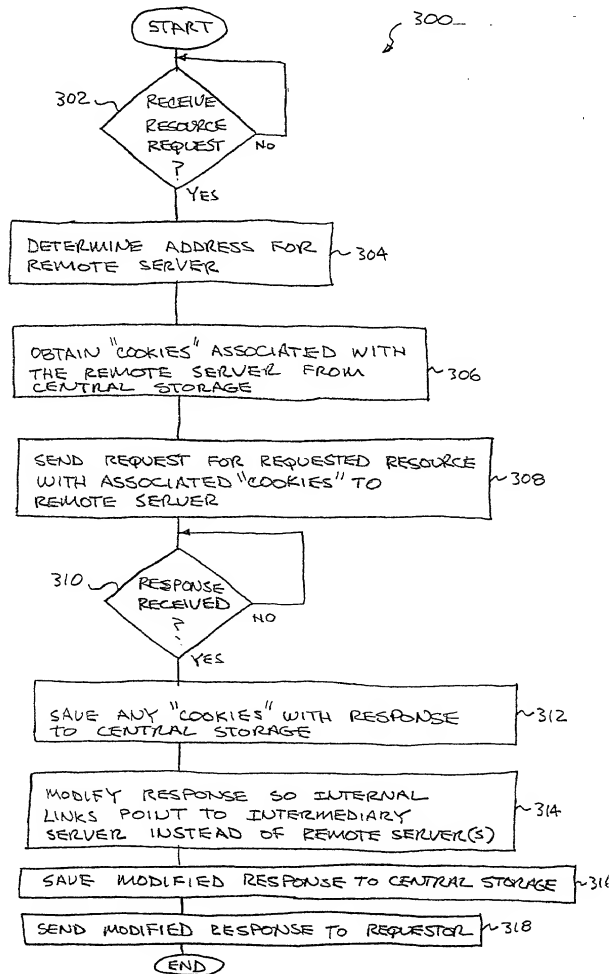 START
300
302
RECEIVE
RESOURCE
REQUEST
?
NO
YES
DETERMINE ADDRESS FOR
REMOTE SERVER
304
OBTAIN "COOKIES" ASSOCIATED WITH
THE REMOTE SERVER FROM
CENTRAL STORAGE
306
SEND REQUEST FOR REQUESTED RESOURCE
WITH ASSOCIATED "COOKIES" TO
REMOTE SERVER
308
310
RESPONSE
RECEIVED
?
NO
YES
SAVE ANY "COOKIES" WITH RESPONSE
TO CENTRAL STORAGE
312
MODIFY RESPONSE SO INTERNAL
LINKS POINT TO INTERMEDIARY
SERVER INSTEAD OF REMOTE SERVER(S)
314
SAVE MODIFIED RESPONSE TO CENTRAL STORAGE
316
SEND MODIFIED RESPONSE TO REQUESTOR
318
END